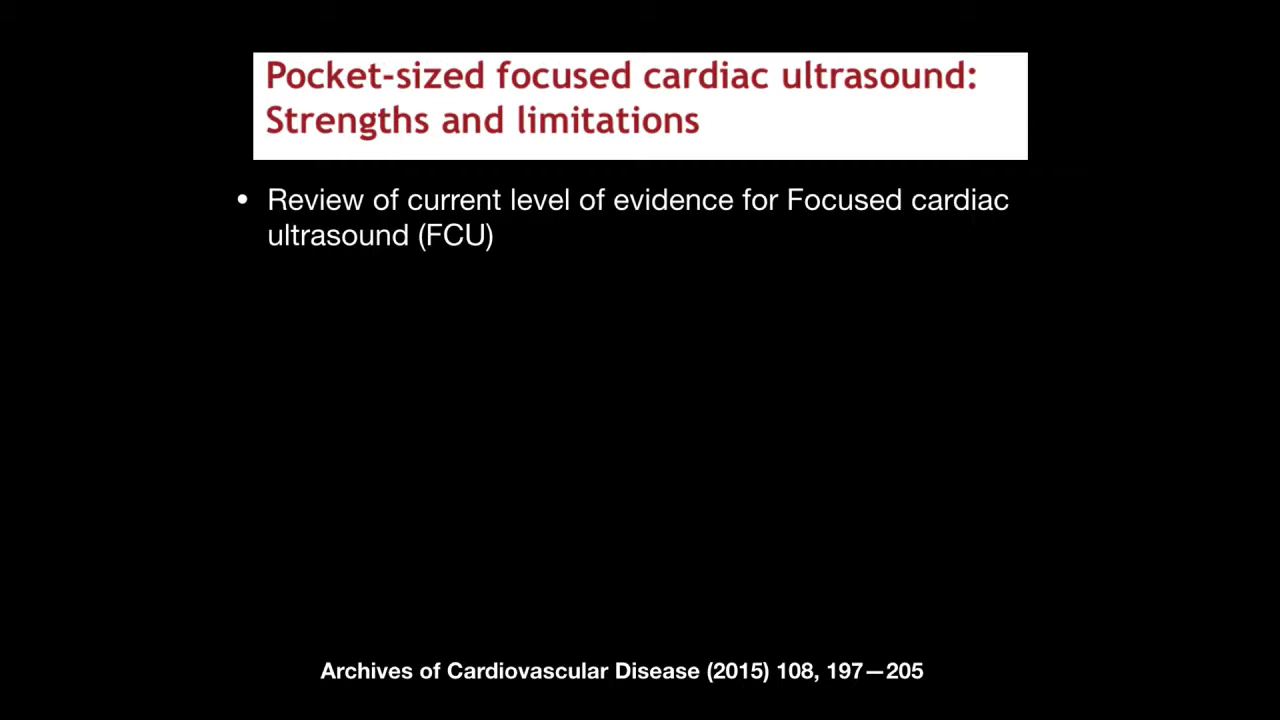 Pocket-sized focused cardiac ultrasound:
Strengths and limitations
• Review of current level of evidence for Focused cardiac
ultrasound (FCU)
Archives of Cardiovascular Disease (2015) 108, 197—205